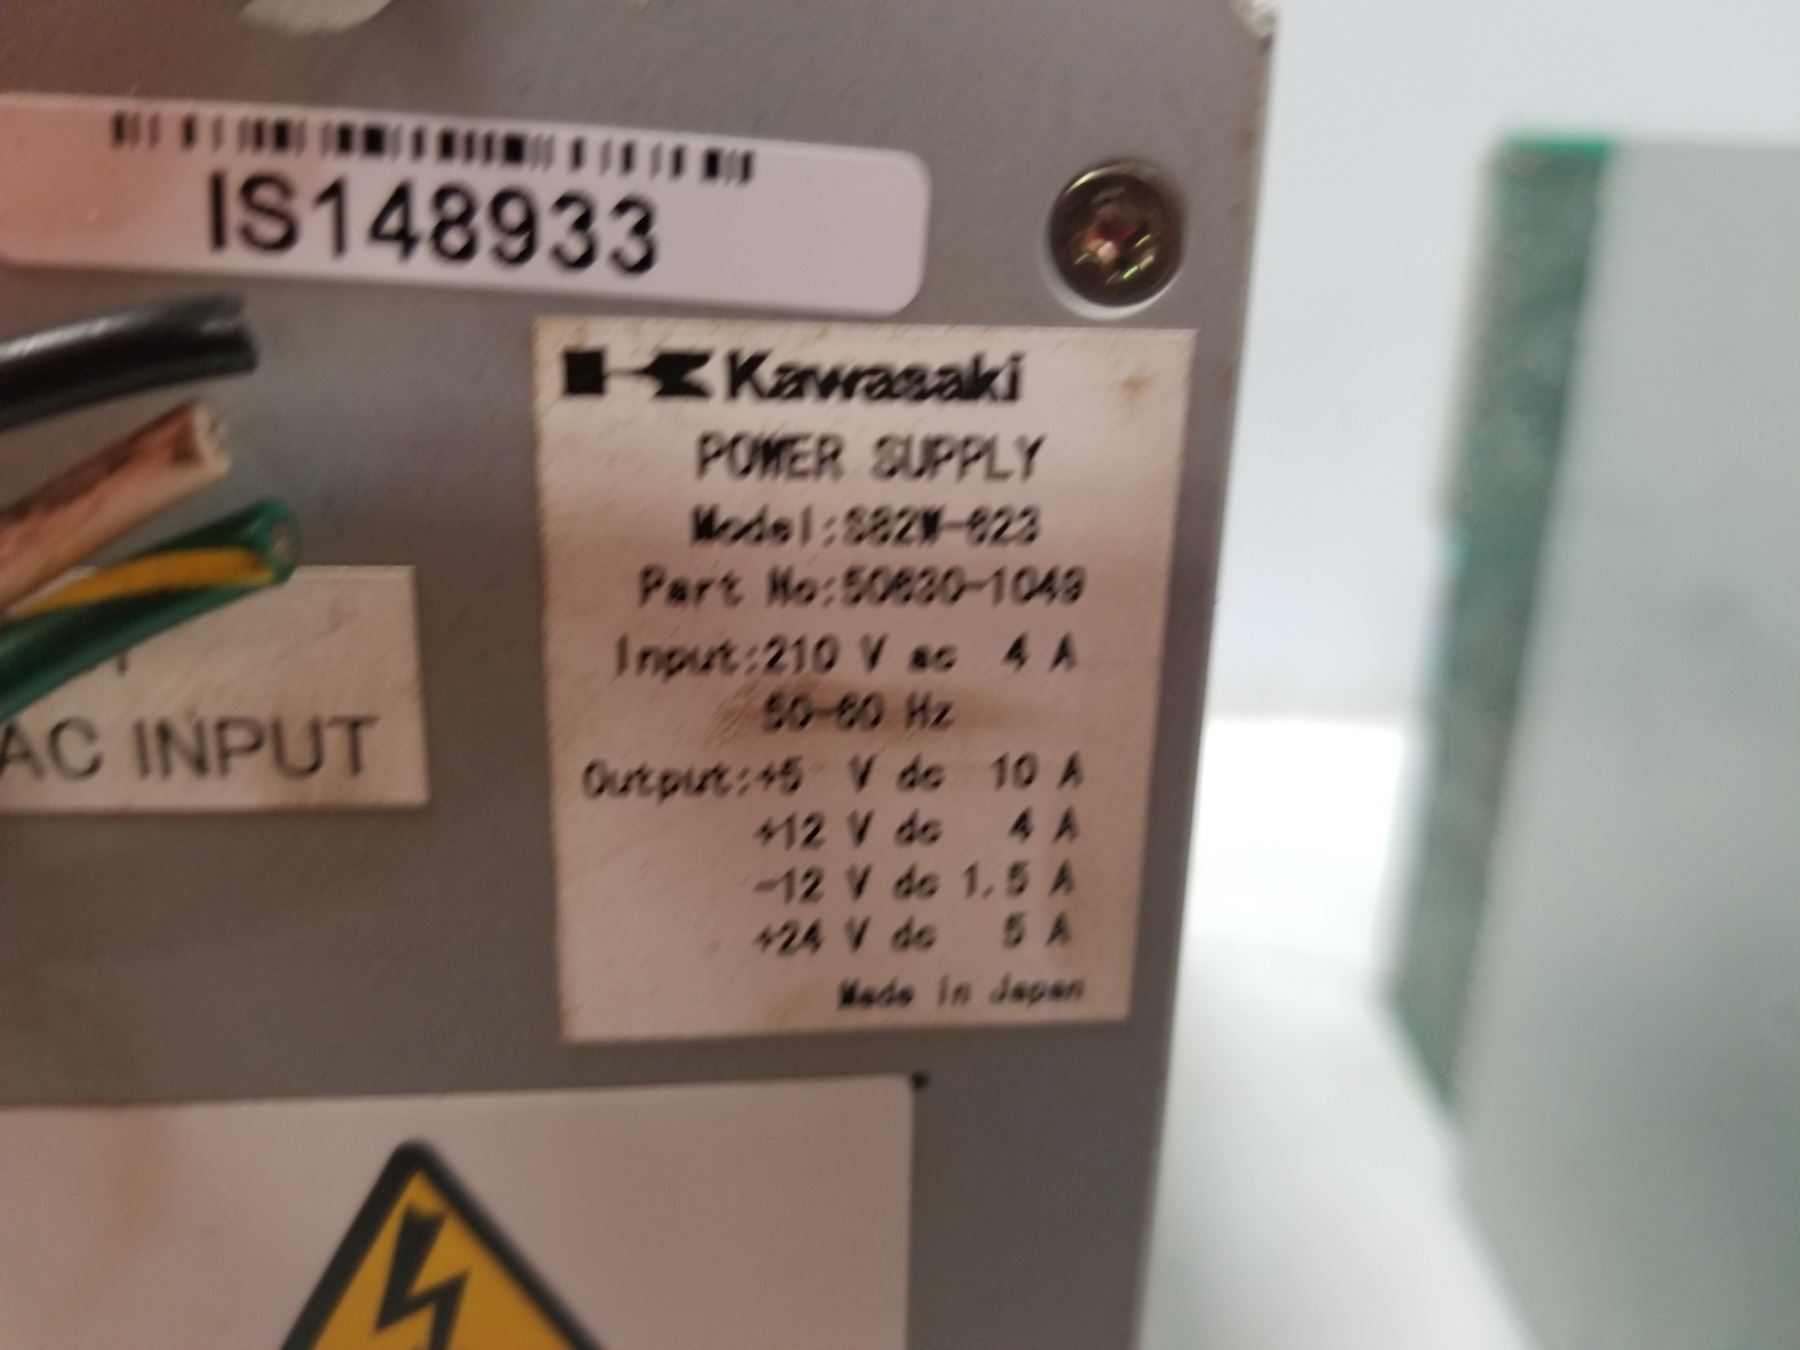 IS148933
Kawasaki
POWER SUPPLY
Model:S82W-623
Part No:50630-1049
Input:210 V ac 4 A
50-60 Hz
Output:+5 V dc 10 A
+12 V dc 4 A
-12 V dc 1.5 A
+24 V dc 5 A
Made in Japan
AC INPUT